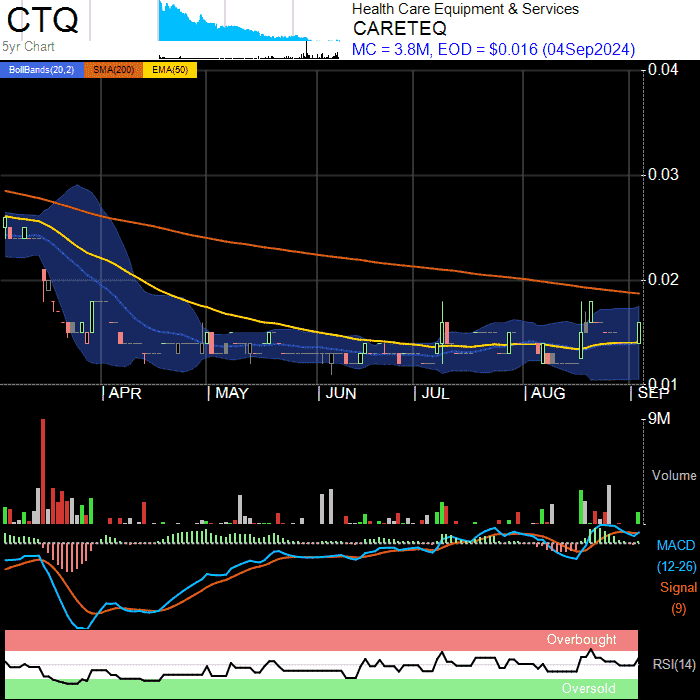 CTQ
5yr Chart
Health Care Equipment & Services
CARETEQ
MC = 3.8M, EOD = $0.016 (04Sep2024)
BollBands(20,2) SMA(200) EMA(50)
0.04
0.03
0.02
0.01
APR MAY JUN JUL AUG SEP
9M
Volume
MACD
(12-26)
Signal
(9)
Overbought
RSI(14)
Oversold